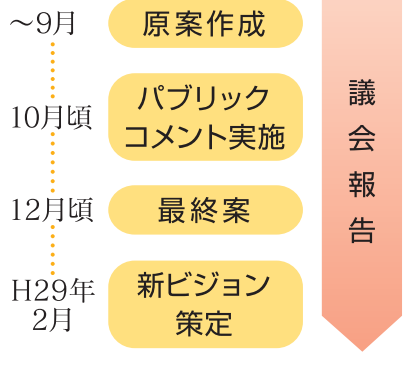 ～9月
原案作成
10月頃
パブリック
コメント実施
12月頃
最終案
H29年
2月
新ビジョン
策定
議会報告